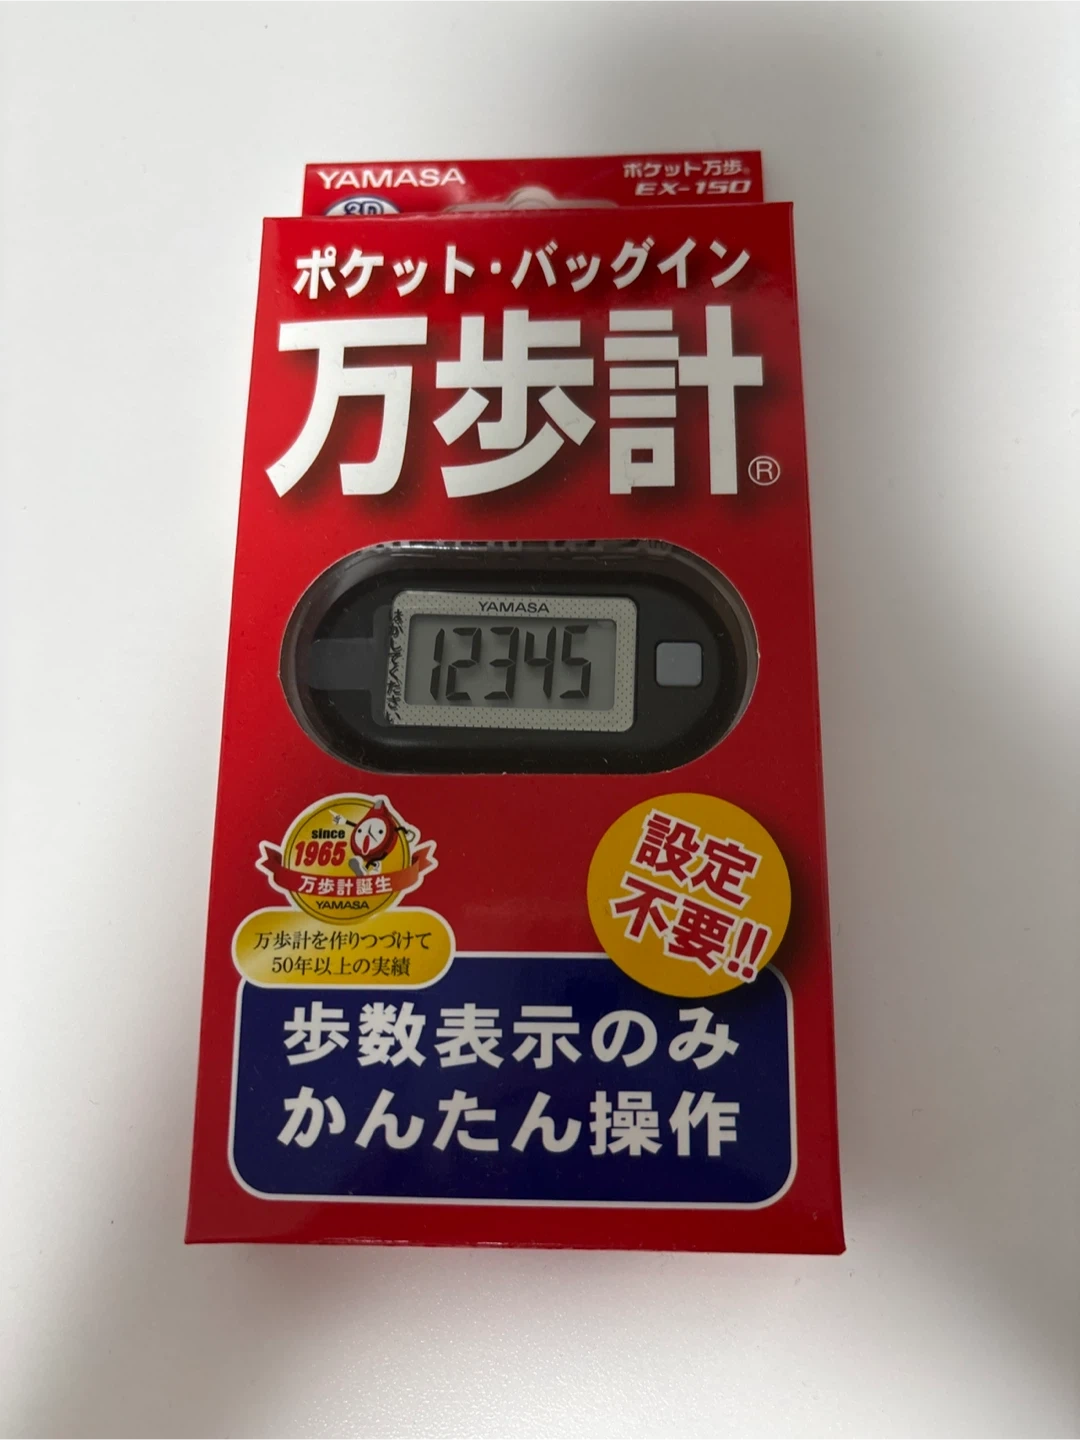 YAMASA
ポケット万歩®
EX-150
3D
ポケット・バッグイン
万歩計®
YAMASA
12345
since
1965
万歩計誕生
YAMASA
万歩計を作りつづけて
50年以上の実績
設定
不要!!
歩数表示のみ
かんたん操作